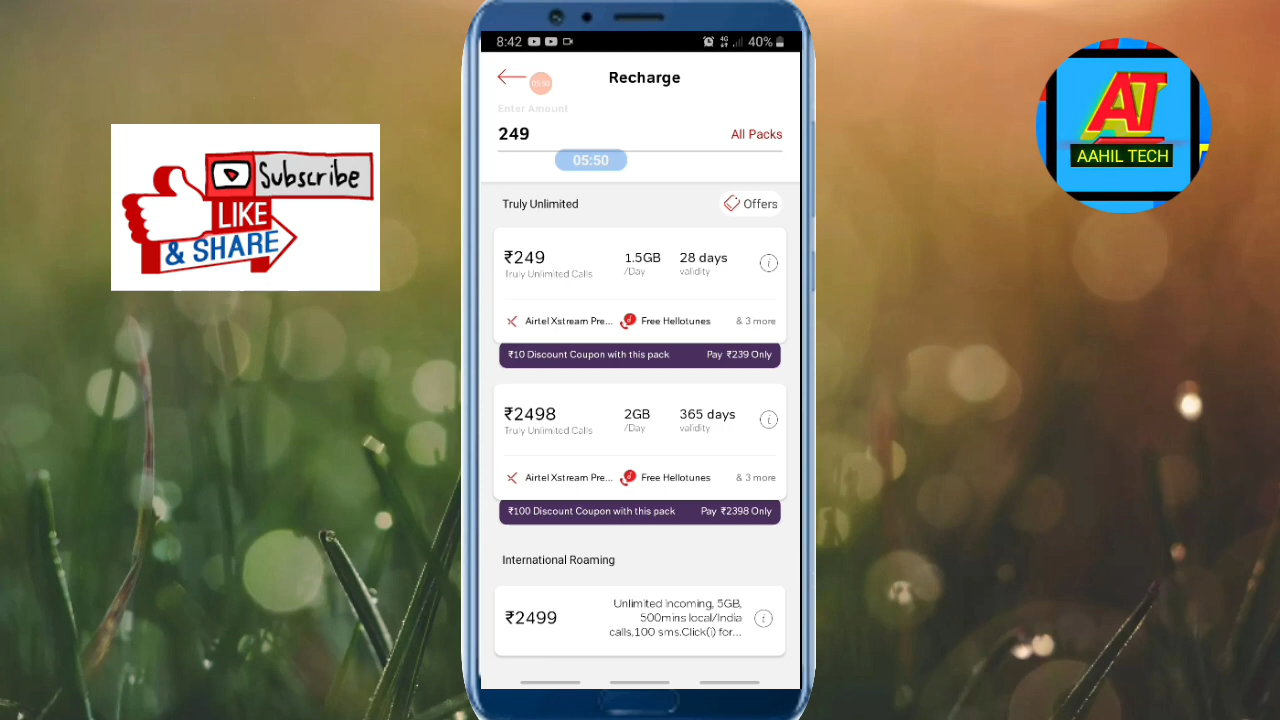 8:42
4G
40%
Recharge
05:50
Enter Amount
249
All Packs
05:50
Truly Unlimited
Offers
₹249
1.5GB
28 days
Truly Unlimited Calls
/Day
validity
Airtel Xstream Pre...
Free Hellotunes
& 3 more
₹10 Discount Coupon with this pack
Pay ₹239 Only
₹2498
2GB
365 days
Truly Unlimited Calls
/Day
validity
Airtel Xstream Pre...
Free Hellotunes
& 3 more
₹100 Discount Coupon with this pack
Pay ₹2398 Only
International Roaming
₹2499
Unlimited incoming, 5GB,
500mins local/India
calls,100 sms.Click(i) for...
Subscribe
LIKE
& SHARE
AT
AAHIL TECH